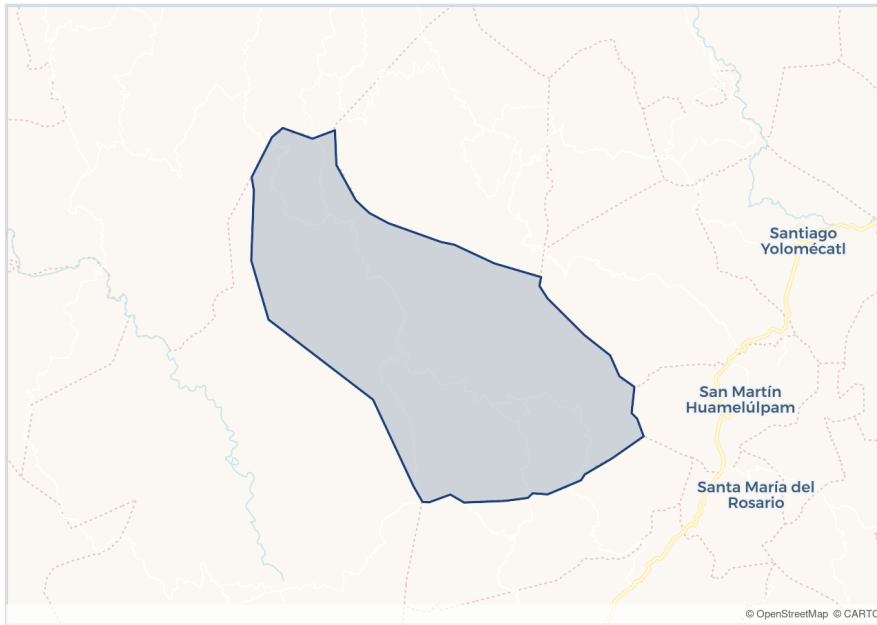 Santiago
Yolomécatl
San Martín
Huamelúlpam
Santa María del
Rosario
© OpenStreetMap © CARTO